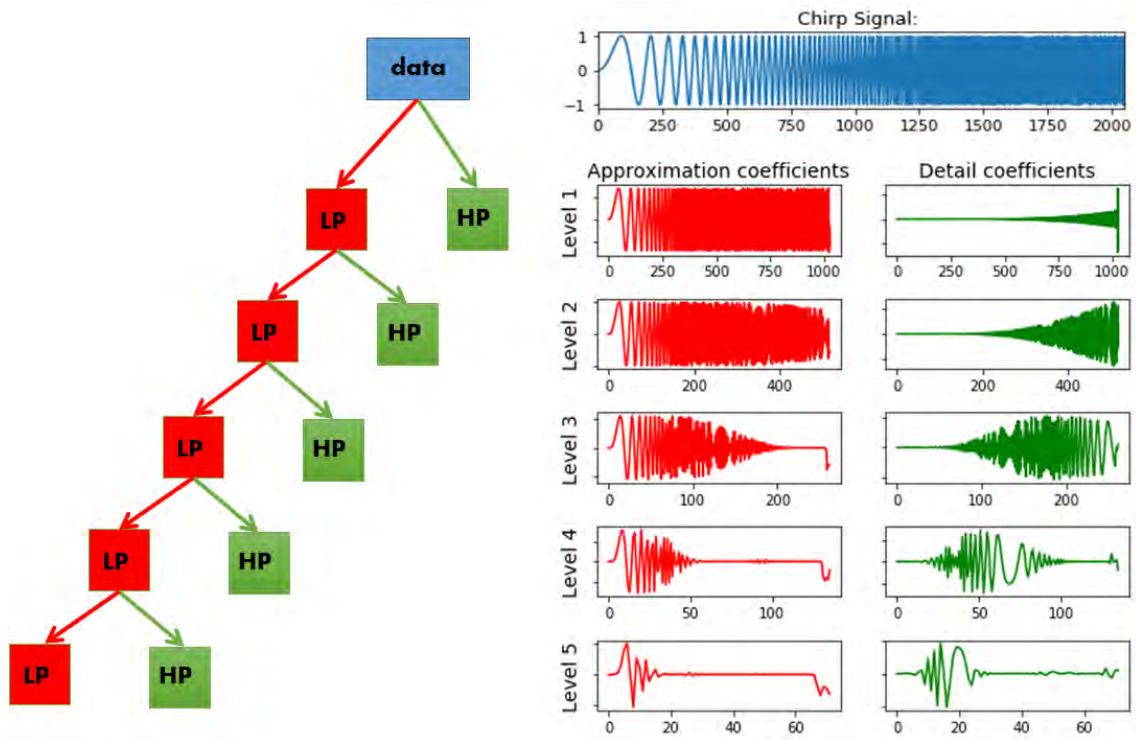 data
LP
HP
LP
HP
LP
HP
LP
HP
LP
HP
Chirp Signal:
1
0
−1
0 250 500 750 1000 1250 1500 1750 2000
Approximation coefficients
Detail coefficients
Level 1
0 250 500 750 1000
0 250 500 750 1000
Level 2
0 200 400
0 200 400
Level 3
0 100 200
0 100 200
Level 4
0 50 100
0 50 100
Level 5
0 20 40 60
0 20 40 60